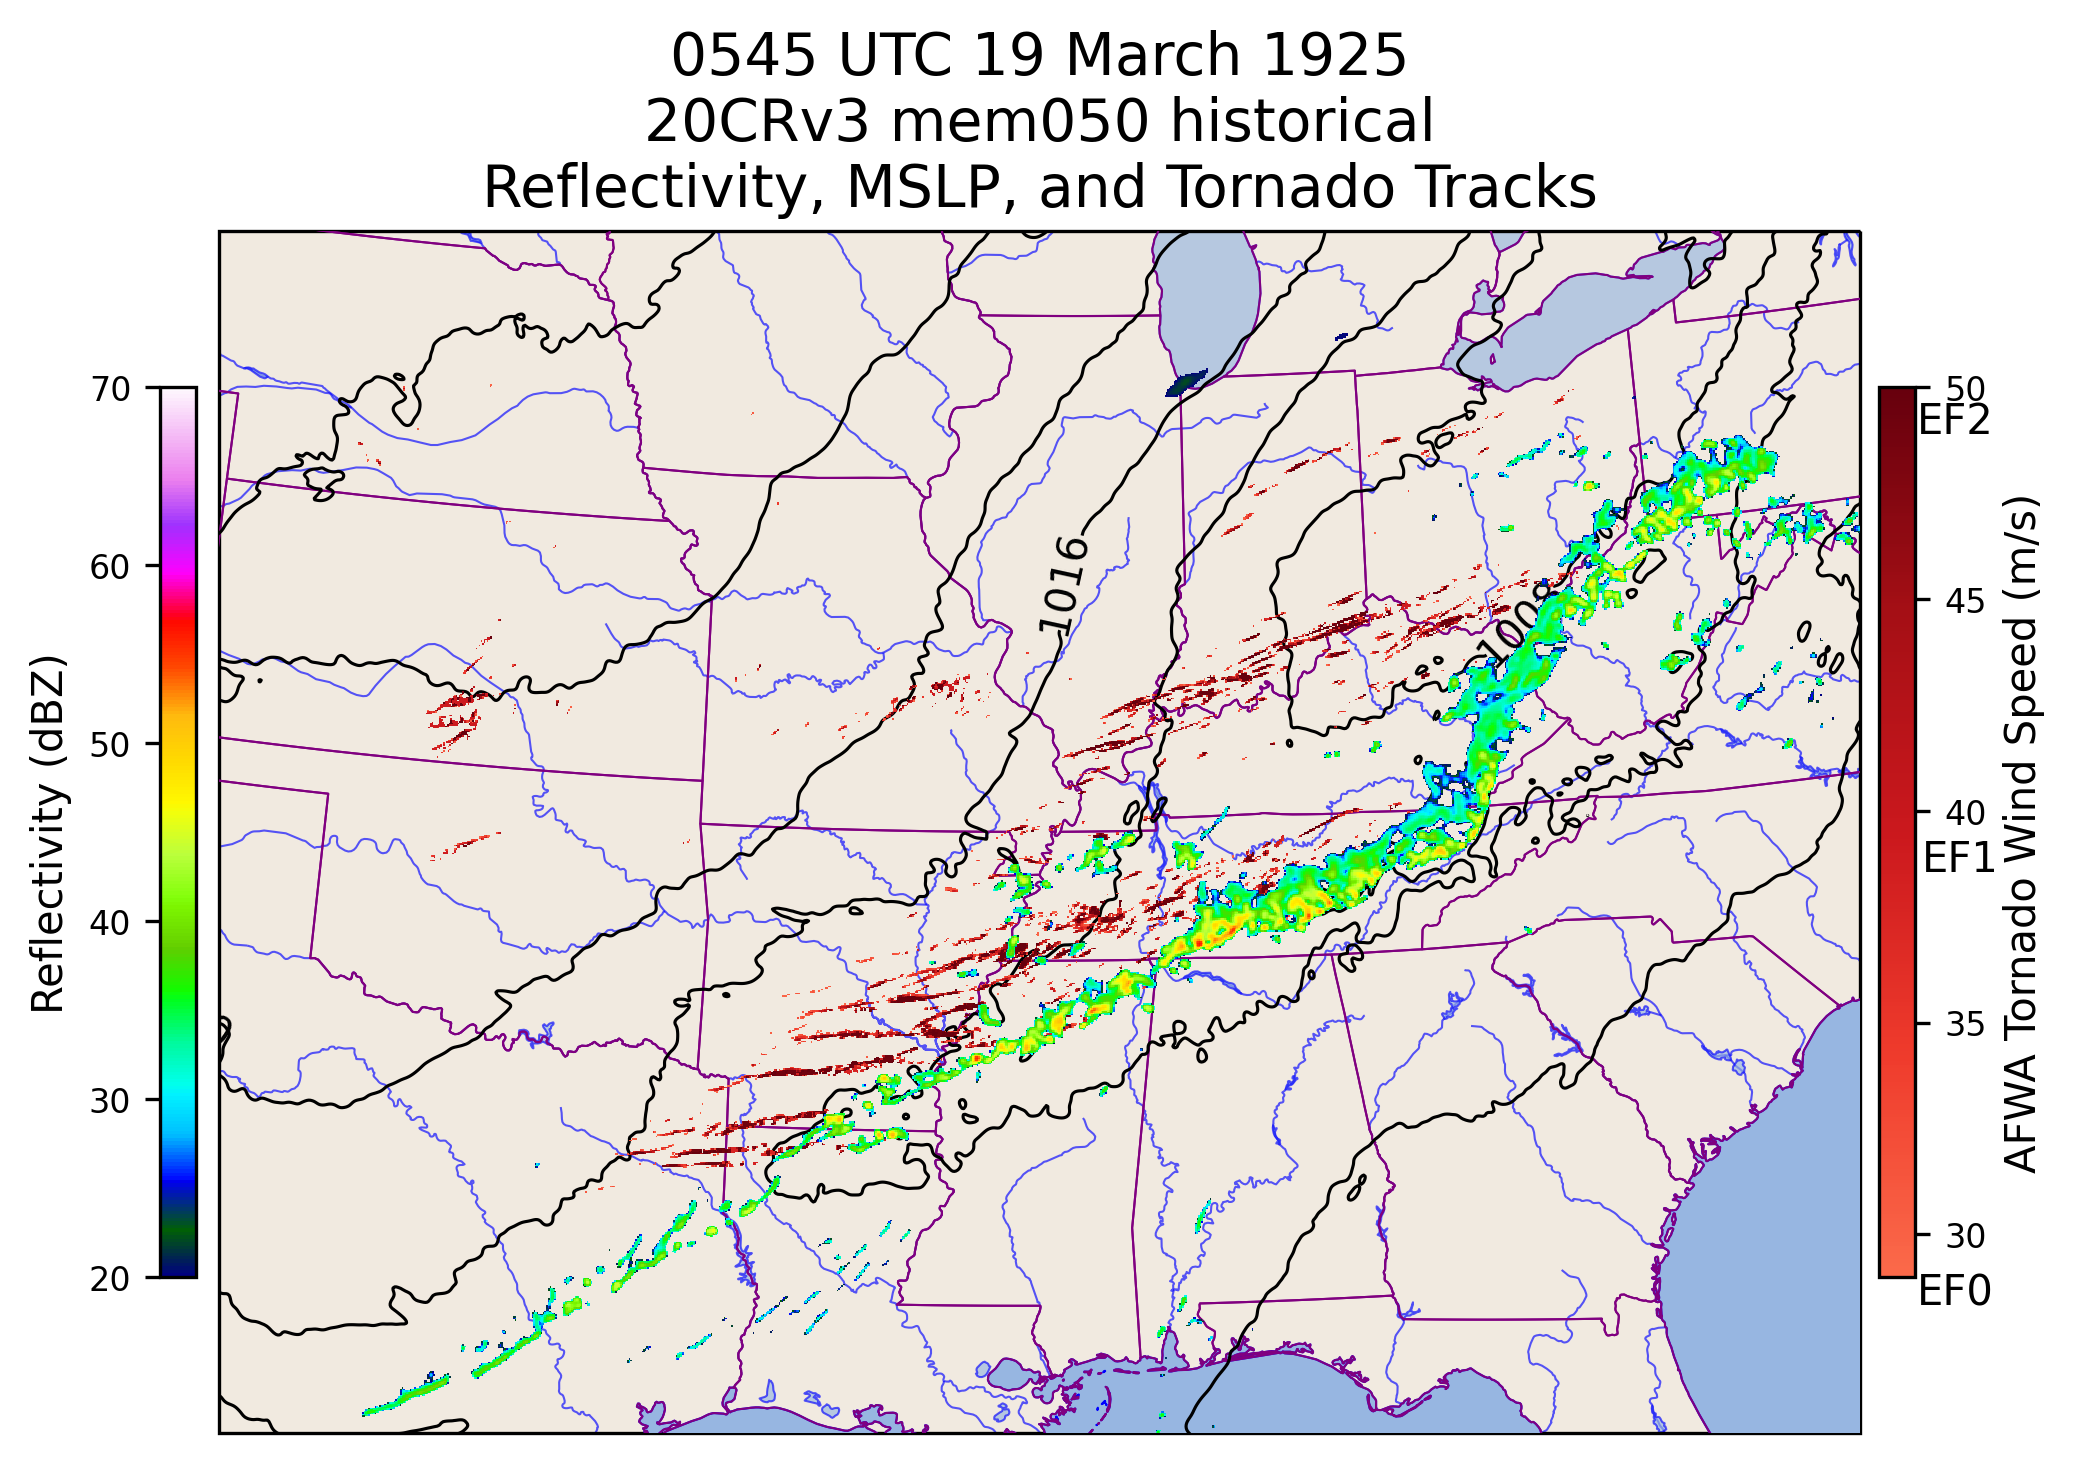 0545 UTC 19 March 1925
20CRv3 mem050 historical
Reflectivity, MSLP, and Tornado Tracks
70
60
50
40
30
20
Reflectivity (dBZ)
1016
1008
50
EF2
45
40
EF1
35
30
EF0
AFWA Tornado Wind Speed (m/s)